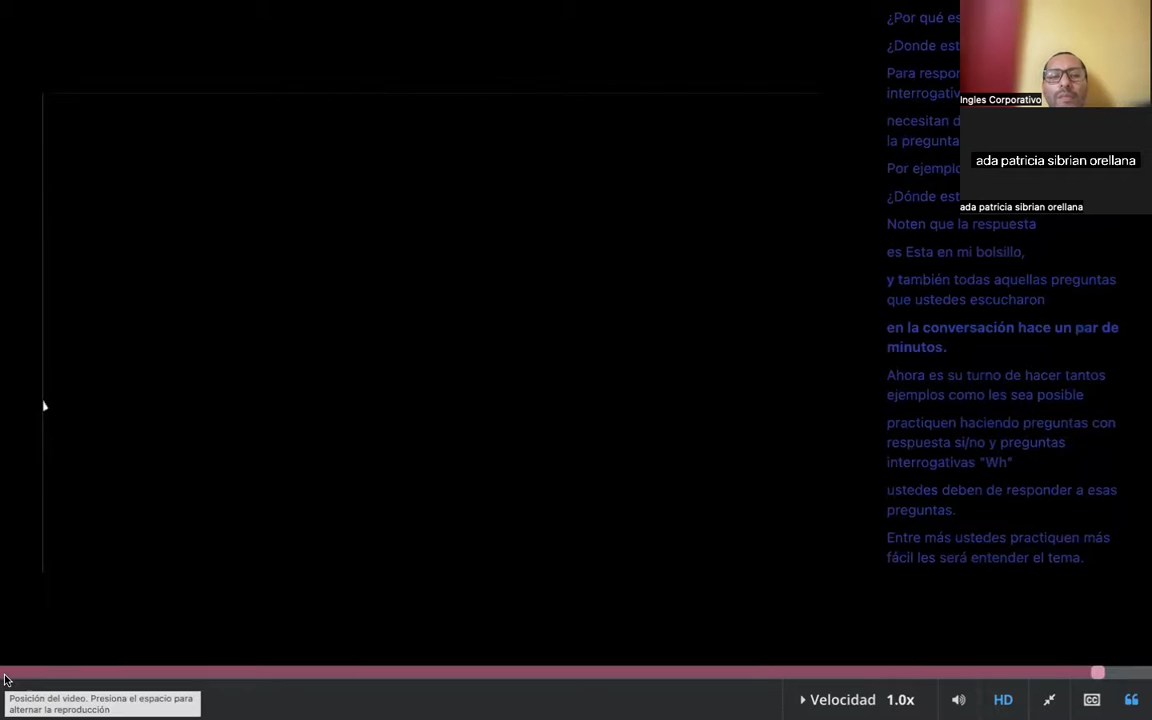 ¿Por qué es
¿Donde est
Para respor
interrogativ
necesitan d
la pregunta
Por ejemplo
¿Dónde est
Noten que la respuesta
es Esta en mi bolsillo,
y también todas aquellas preguntas
que ustedes escucharon
en la conversación hace un par de
minutos.
Ahora es su turno de hacer tantos
ejemplos como les sea posible
practiquen haciendo preguntas con
respuesta si/no y preguntas
interrogativas "Wh"
ustedes deben de responder a esas
preguntas.
Entre más ustedes practiquen más
fácil les será entender el tema.
Ingles Corporativo
ada patricia sibrian orellana
ada patricia sibrian orellana
Posición del video. Presiona el espacio para
alternar la reproducción
Velocidad 1.0x
HD
CC